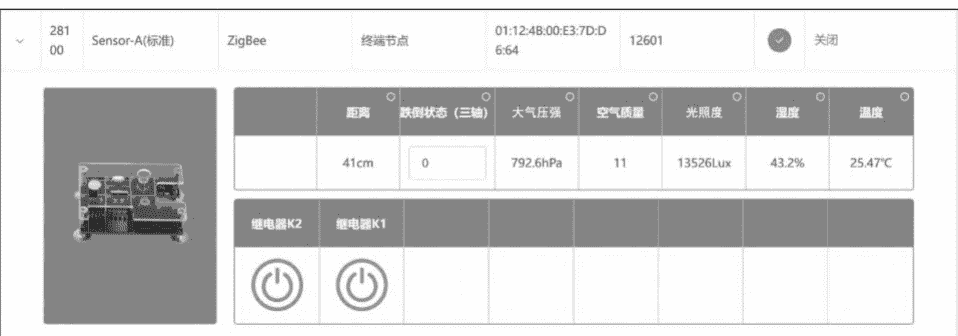 28100 Sensor-A(标准) ZigBee 终端节点 01:12:4B:00:E3:7D:D6:64 12601 关闭
距离 跌倒状态（三轴） 大气压强 空气质量 光照度 湿度 温度
41cm 0 792.6hPa 11 13526Lux 43.2% 25.47℃
继电器K2 继电器K1